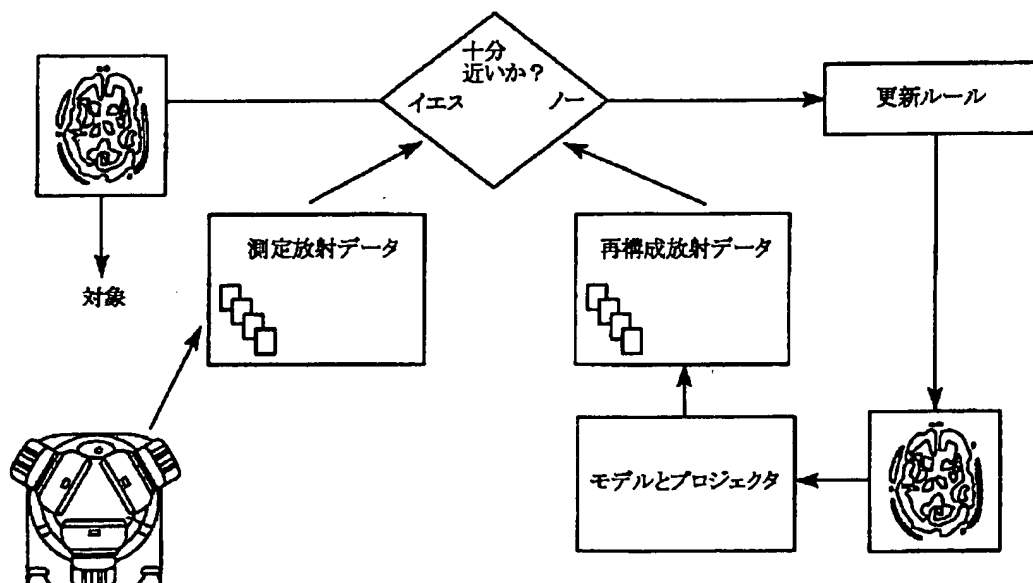 十分
近いか?
イエス
ノー
更新ルール
測定放射データ
再構成放射データ
対象
モデルとプロジェクタ